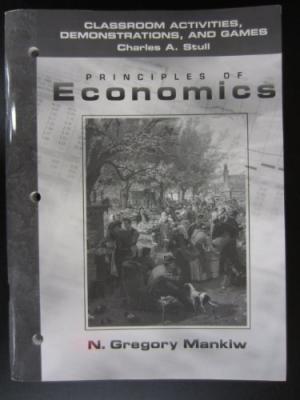 CLASSROOM ACTIVITIES,
DEMONSTRATIONS, AND GAMES
Charles A. Stull
PRINCIPLES OF
Economics
N. Gregory Mankiw